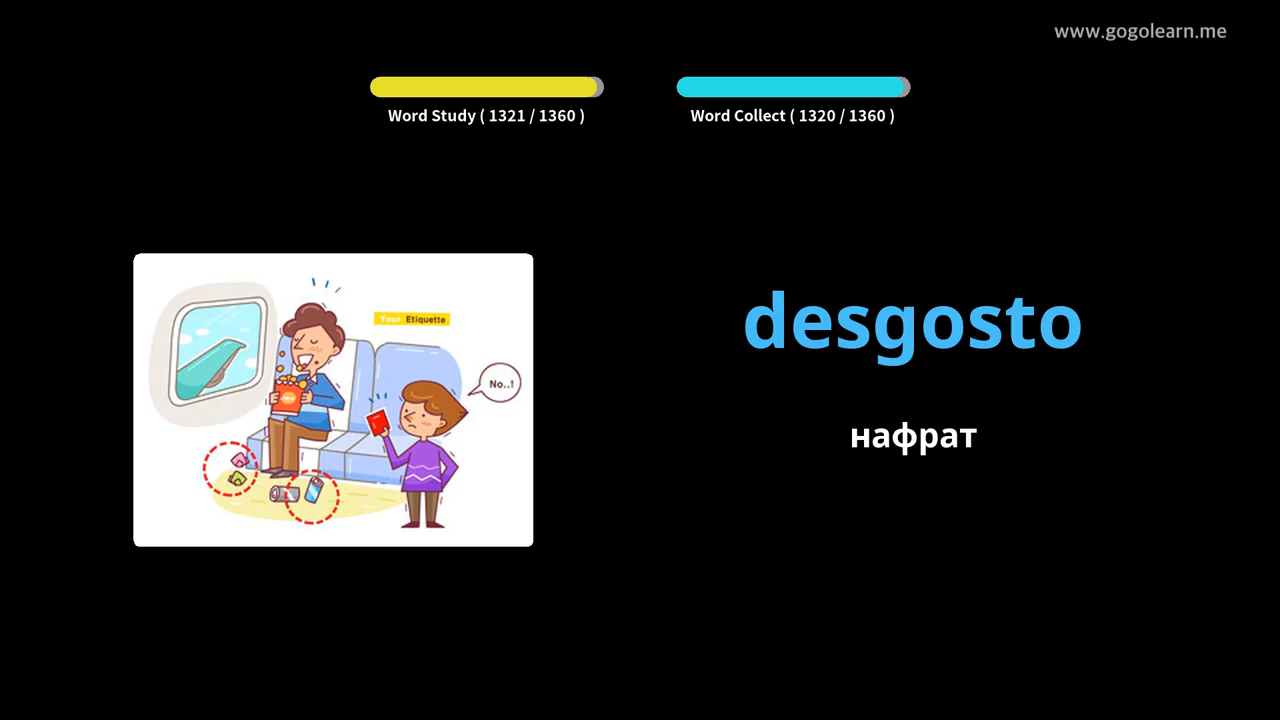 www.gogolearn.me
Word Study ( 1321 / 1360 )
Word Collect ( 1320 / 1360 )
Your Etiquette
No..!
desgosto
нафрат